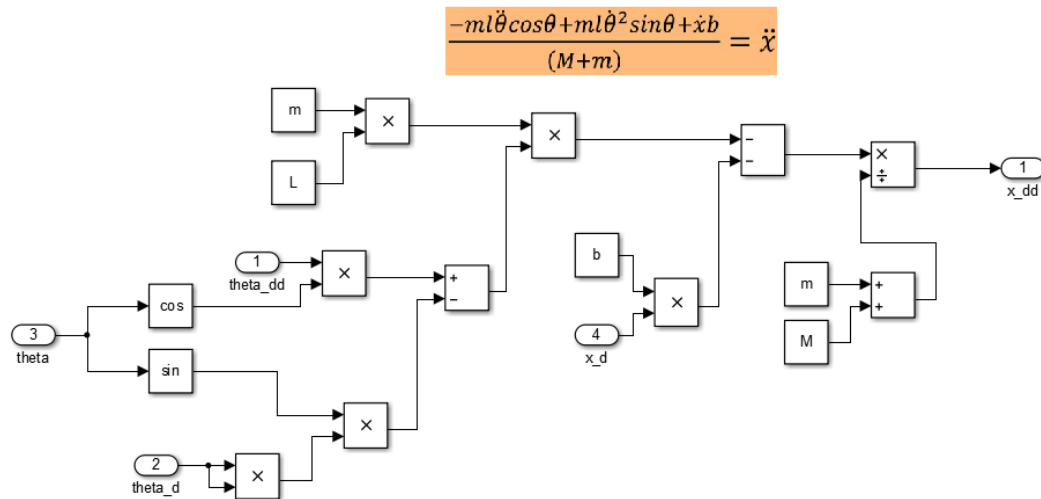 −mlθ̈cosθ+mlθ̇²sinθ+ẋb
(M+m)
= ẍ
m
×
L
×
−
−
×
÷
1
x_dd
b
1
theta_dd
×
+
−
m
+
+
M
cos
3
theta
×
4
x_d
sin
×
2
theta_d
×